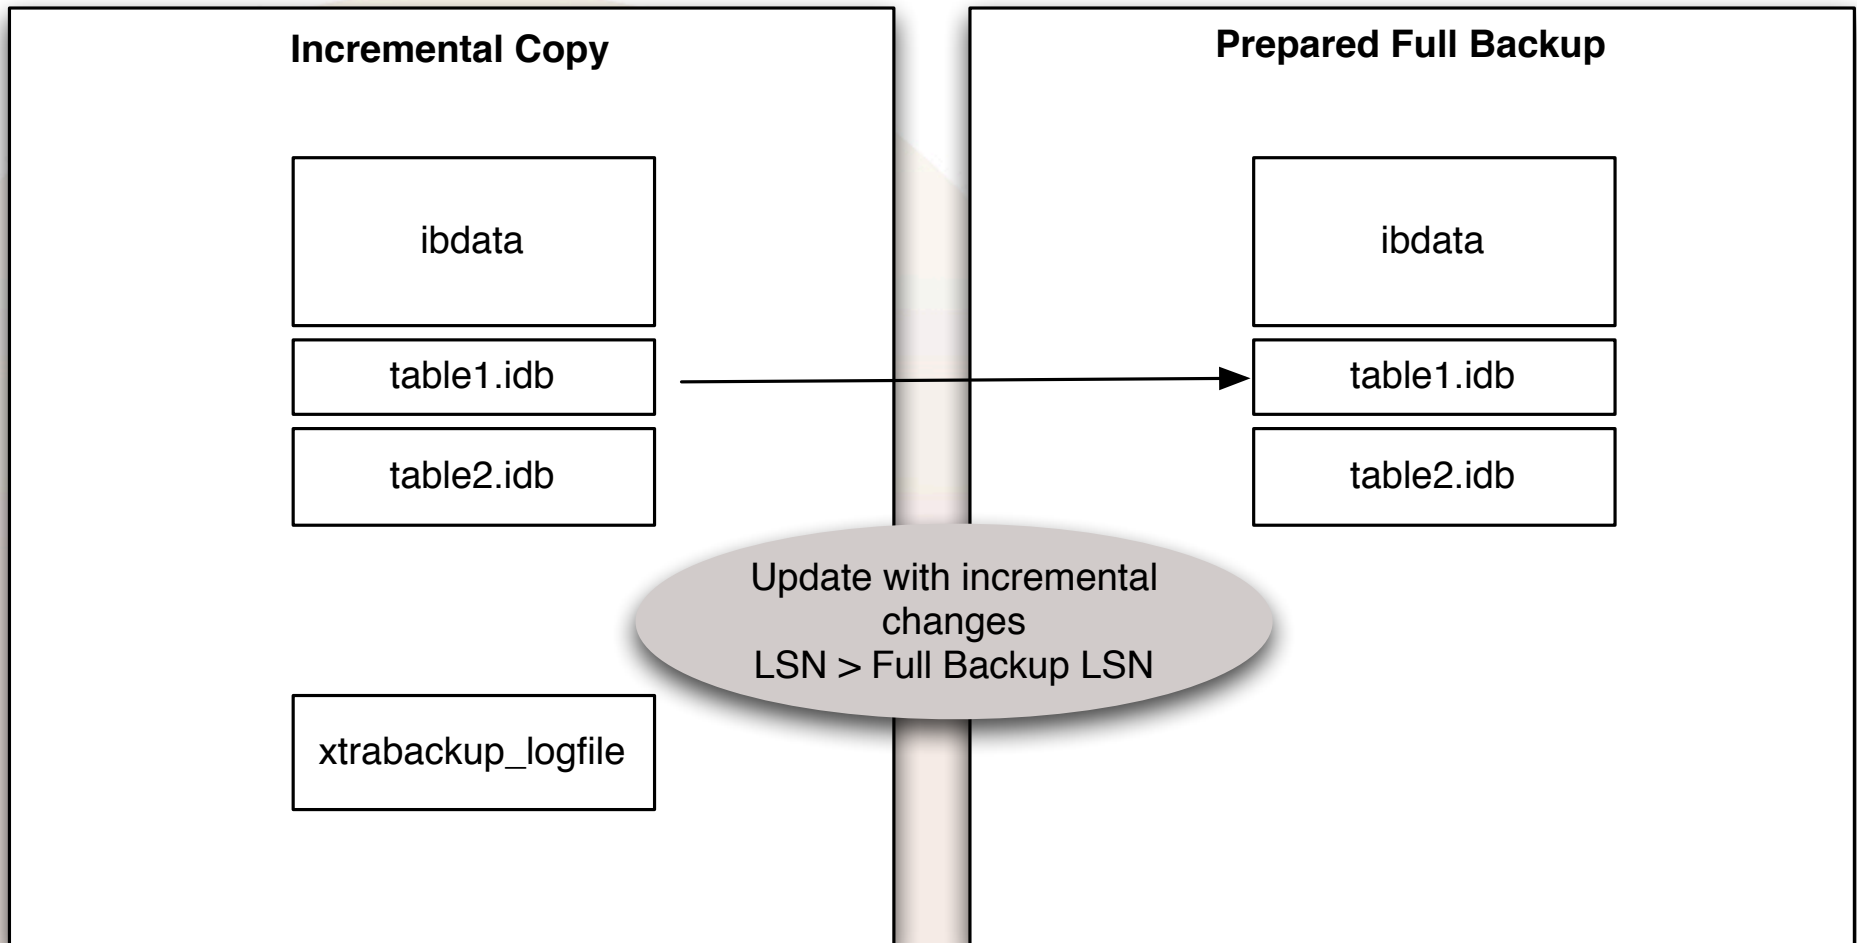 Incremental Copy
ibdata
table1.idb
table2.idb
xtrabackup_logfile
Update with incremental
changes
LSN > Full Backup LSN
Prepared Full Backup
ibdata
table1.idb
table2.idb